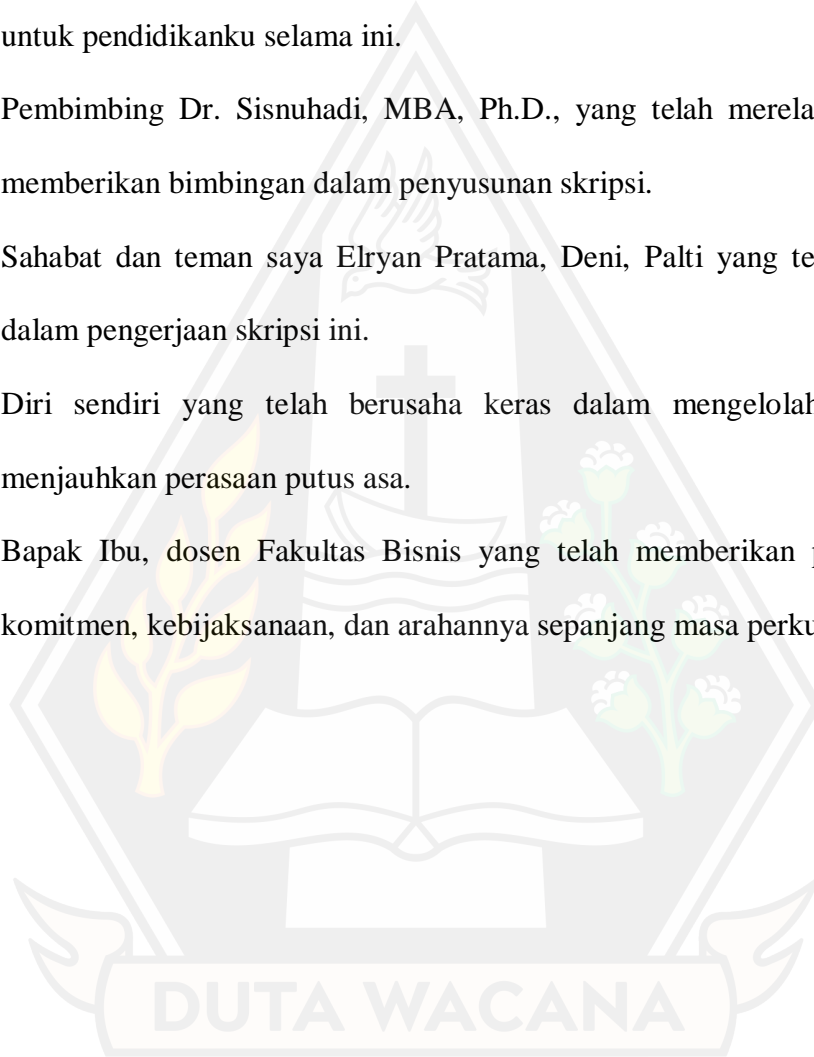 untuk pendidikanku selama ini.
Pembimbing Dr. Sisnuhadi, MBA, Ph.D., yang telah merela
memberikan bimbingan dalam penyusunan skripsi.
Sahabat dan teman saya Elryan Pratama, Deni, Palti yang te
dalam pengerjaan skripsi ini.
Diri sendiri yang telah berusaha keras dalam mengelolah
menjauhkan perasaan putus asa.
Bapak Ibu, dosen Fakultas Bisnis yang telah memberikan p
komitmen, kebijaksanaan, dan arahannya sepanjang masa perku
DUTA WACANA